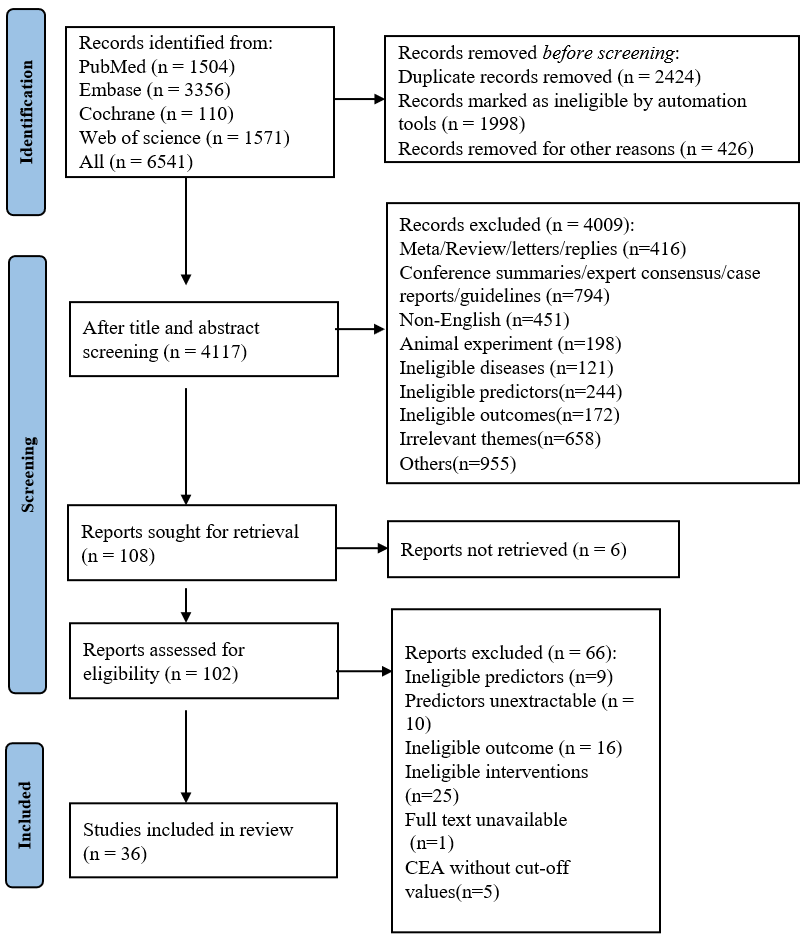 Identification
Records identified from:
PubMed (n = 1504)
Embase (n = 3356)
Cochrane (n = 110)
Web of science (n = 1571)
All (n = 6541)
Records removed before screening:
Duplicate records removed (n = 2424)
Records marked as ineligible by automation
tools (n = 1998)
Records removed for other reasons (n = 426)
Screening
After title and abstract
screening (n = 4117)
Records excluded (n = 4009):
Meta/Review/letters/replies (n=416)
Conference summaries/expert consensus/case
reports/guidelines (n=794)
Non-English (n=451)
Animal experiment (n=198)
Ineligible diseases (n=121)
Ineligible predictors(n=244)
Ineligible outcomes(n=172)
Irrelevant themes(n=658)
Others(n=955)
Reports sought for retrieval
(n = 108)
Reports not retrieved (n = 6)
Reports assessed for
eligibility (n = 102)
Reports excluded (n = 66):
Ineligible predictors (n=9)
Predictors unextractable (n =
10)
Ineligible outcome (n = 16)
Ineligible interventions
(n=25)
Full text unavailable
(n=1)
CEA without cut-off
values(n=5)
Included
Studies included in review
(n = 36)